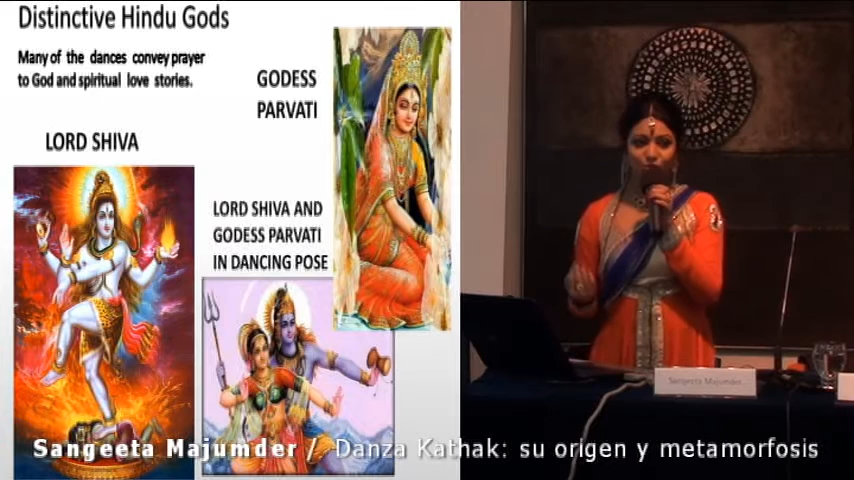 Distinctive Hindu Gods
Many of the dances convey prayer
to God and spiritual love stories.
GODESS
PARVATI
LORD SHIVA
LORD SHIVA AND
GODESS PARVATI
IN DANCING POSE
Sangeeta Majumder
Sangeeta Majumder / Danza Kathak: su origen y metamorfosis